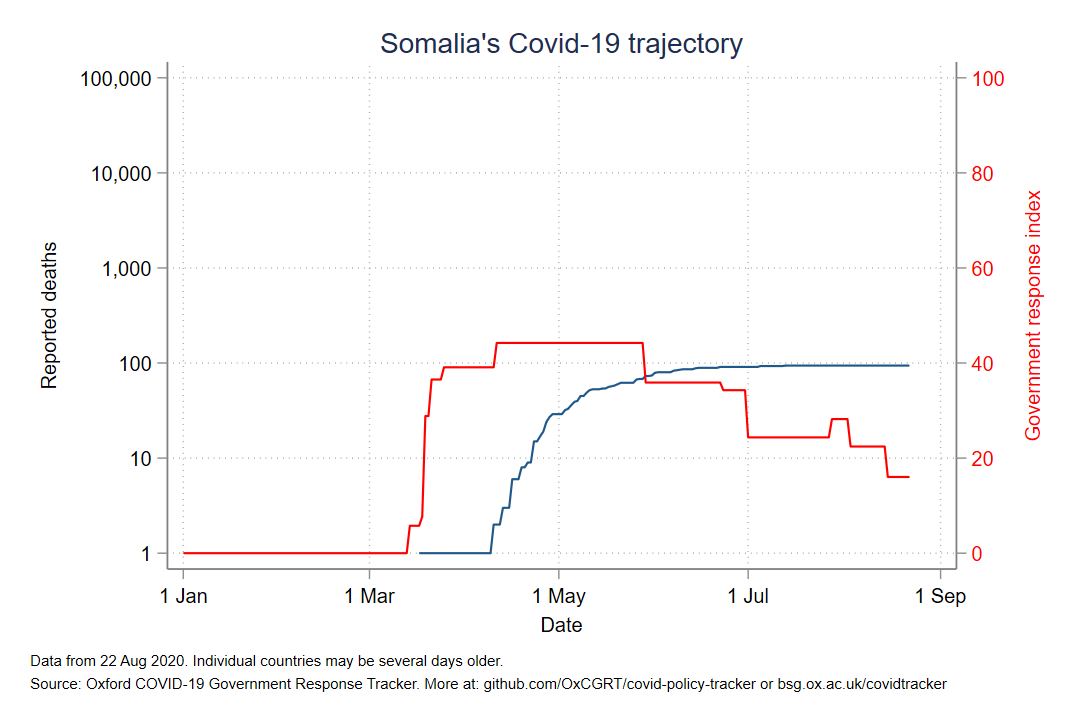 Somalia's Covid-19 trajectory
100,000
10,000
1,000
100
10
1
Reported deaths
100
80
60
40
20
0
Government response index
1 Jan
1 Mar
1 May
1 Jul
1 Sep
Date
Data from 22 Aug 2020. Individual countries may be several days older.
Source: Oxford COVID-19 Government Response Tracker. More at: github.com/OxCGRT/covid-policy-tracker or bsg.ox.ac.uk/covidtracker